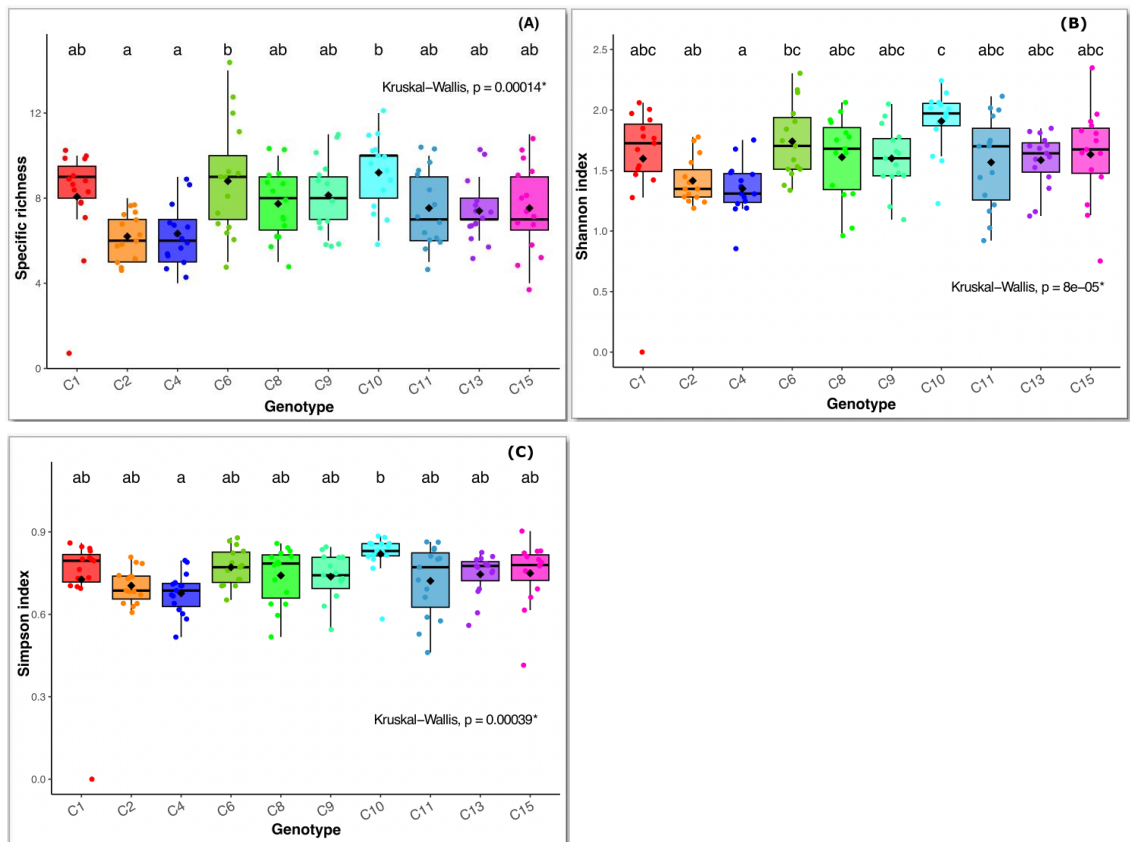 (A)
ab a a b ab ab b ab ab ab
Kruskal−Wallis, p = 0.00014*
Specific richness
12
8
4
0
C1 C2 C4 C6 C8 C9 C10 C11 C13 C15
Genotype
(B)
abc ab a bc abc abc c abc abc abc
Shannon index
2.5
2.0
1.5
1.0
0.5
0.0
Kruskal−Wallis, p = 8e−05*
C1 C2 C4 C6 C8 C9 C10 C11 C13 C15
Genotype
(C)
ab ab a ab ab ab b ab ab ab
Simpson index
0.9
0.6
0.3
0.0
Kruskal−Wallis, p = 0.00039*
C1 C2 C4 C6 C8 C9 C10 C11 C13 C15
Genotype